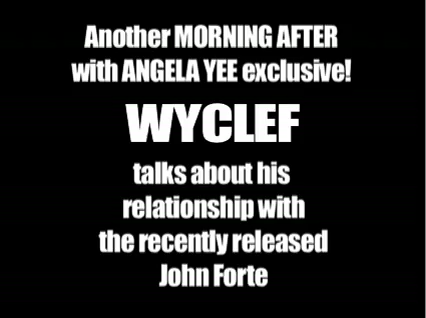 Another MORNING AFTER
with ANGELA YEE exclusive!
WYCLEF
talks about his
relationship with
the recently released
John Forte